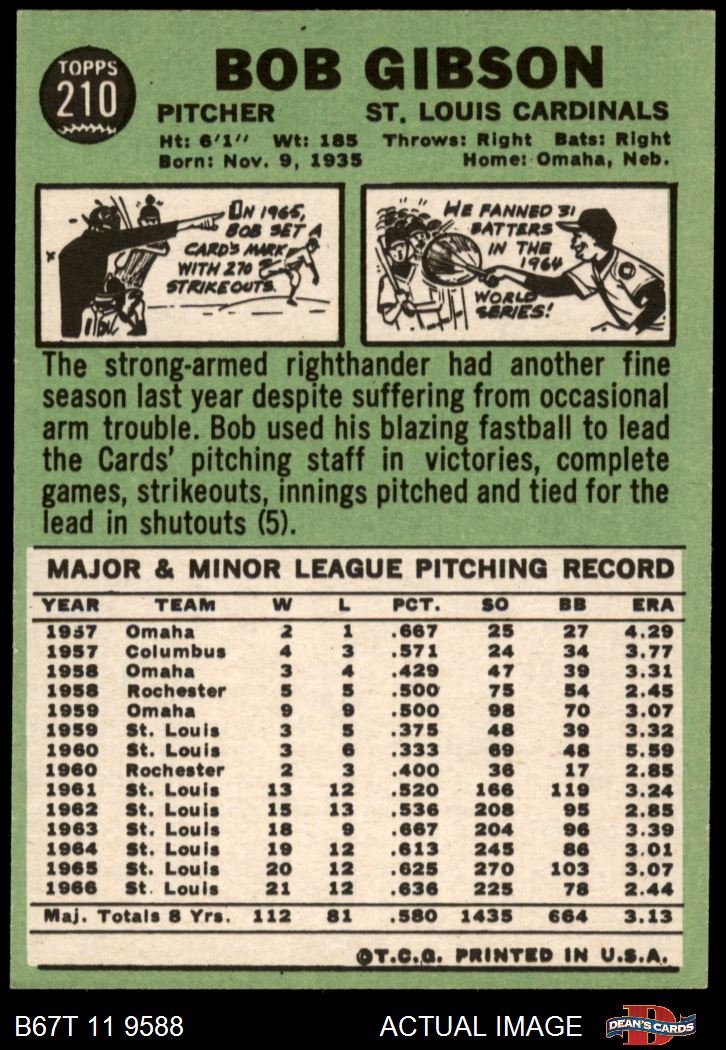 TOPPS
210
BOB GIBSON
PITCHER ST. LOUIS CARDINALS
Ht: 6'1" Wt: 185 Throws: Right Bats: Right
Born: Nov. 9, 1935 Home: Omaha, Neb.
ON 1965,
BOB SET A
CARD'S MARK
WITH 270
STRIKEOUTS.
HE FANNED 31
BATTERS
IN THE
1964
WORLD
SERIES!
The strong-armed righthander had another fine
season last year despite suffering from occasional
arm trouble. Bob used his blazing fastball to lead
the Cards' pitching staff in victories, complete
games, strikeouts, innings pitched and tied for the
lead in shutouts (5).
MAJOR & MINOR LEAGUE PITCHING RECORD
YEAR TEAM W L PCT. SO BB ERA
1957 Omaha 2 1 .667 25 27 4.29
1957 Columbus 4 3 .571 24 34 3.77
1958 Omaha 3 4 .429 47 39 3.31
1958 Rochester 5 5 .500 75 54 2.45
1959 Omaha 9 9 .500 98 70 3.07
1959 St. Louis 3 5 .375 48 39 3.32
1960 St. Louis 3 6 .333 69 48 5.59
1960 Rochester 2 3 .400 36 17 2.85
1961 St. Louis 13 12 .520 166 119 3.24
1962 St. Louis 15 13 .536 208 95 2.85
1963 St. Louis 18 9 .667 204 96 3.39
1964 St. Louis 19 12 .613 245 86 3.01
1965 St. Louis 20 12 .625 270 103 3.07
1966 St. Louis 21 12 .636 225 78 2.44
Maj. Totals 8 Yrs. 112 81 .580 1435 664 3.13
©T.C.G. PRINTED IN U.S.A.
B67T 11 9588 ACTUAL IMAGE DEAN'S CARDS